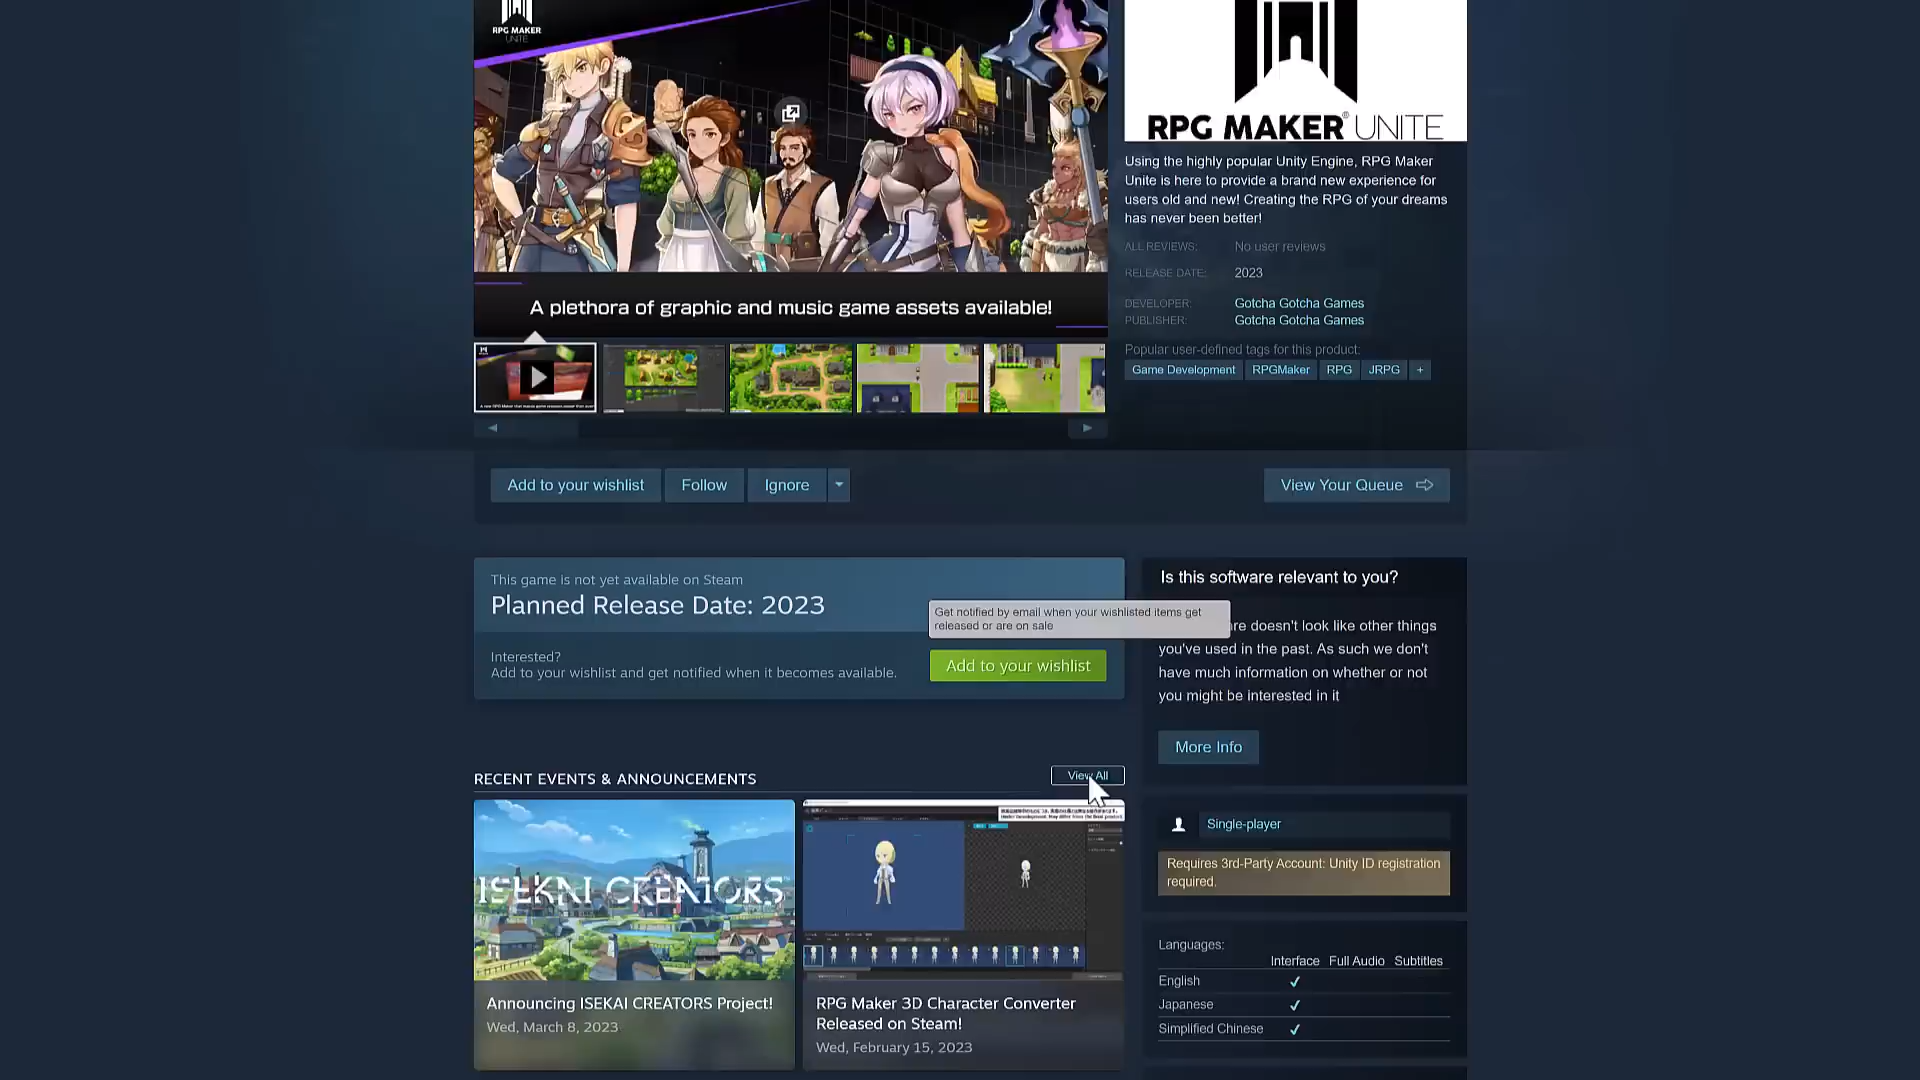 RPG MAKER
UNITE
RPG MAKER® UNITE
Using the highly popular Unity Engine, RPG Maker
Unite is here to provide a brand new experience for
users old and new! Creating the RPG of your dreams
has never been better!
ALL REVIEWS: No user reviews
RELEASE DATE: 2023
DEVELOPER: Gotcha Gotcha Games
PUBLISHER: Gotcha Gotcha Games
Popular user-defined tags for this product:
Game Development RPGMaker RPG JRPG +
A plethora of graphic and music game assets available!
Add to your wishlist Follow Ignore
View Your Queue
This game is not yet available on Steam
Planned Release Date: 2023
Get notified by email when your wishlisted items get
released or are on sale
Interested?
Add to your wishlist and get notified when it becomes available.
Add to your wishlist
Is this software relevant to you?
doesn't look like other things
you've used in the past. As such we don't
have much information on whether or not
you might be interested in it
More Info
RECENT EVENTS & ANNOUNCEMENTS
View All
ISEKAI CREATORS
Announcing ISEKAI CREATORS Project!
Wed, March 8, 2023
RPG Maker 3D Character Converter
Released on Steam!
Wed, February 15, 2023
Single-player
Requires 3rd-Party Account: Unity ID registration
required.
Languages:
Interface Full Audio Subtitles
English ✓
Japanese ✓
Simplified Chinese ✓